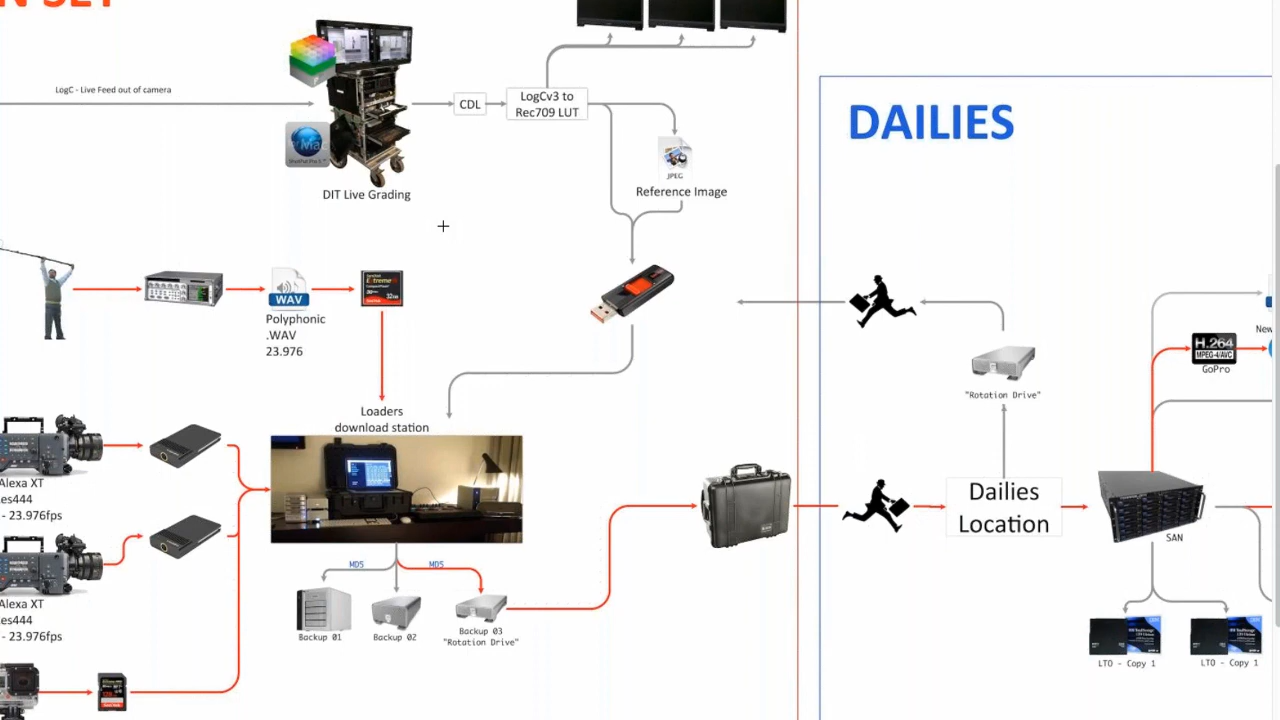 N SET
LogC - Live Feed out of camera
CDL
LogCv3 to
Rec709 LUT
DIT Live Grading
JPEG
Reference Image
DAILIES
WAV
Polyphonic
.WAV
23.976
Extreme
32GB
Loaders
download station
"Rotation Drive"
New
H.264
MPEG-4/AVC
GoPro
Alexa XT
es444
- 23.976fps
Dailies
Location
SAN
Alexa XT
es444
- 23.976fps
MD5
MD5
Backup 01
Backup 02
Backup 03
"Rotation Drive"
LTO - Copy 1
LTO - Copy 1